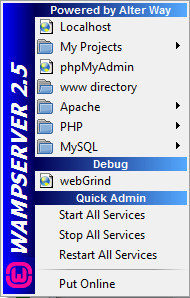 Powered by Alter Way
Localhost
My Projects
phpMyAdmin
www directory
Apache
PHP
MySQL
Debug
webGrind
Quick Admin
Start All Services
Stop All Services
Restart All Services
Put Online
WAMPSERVER 2.5